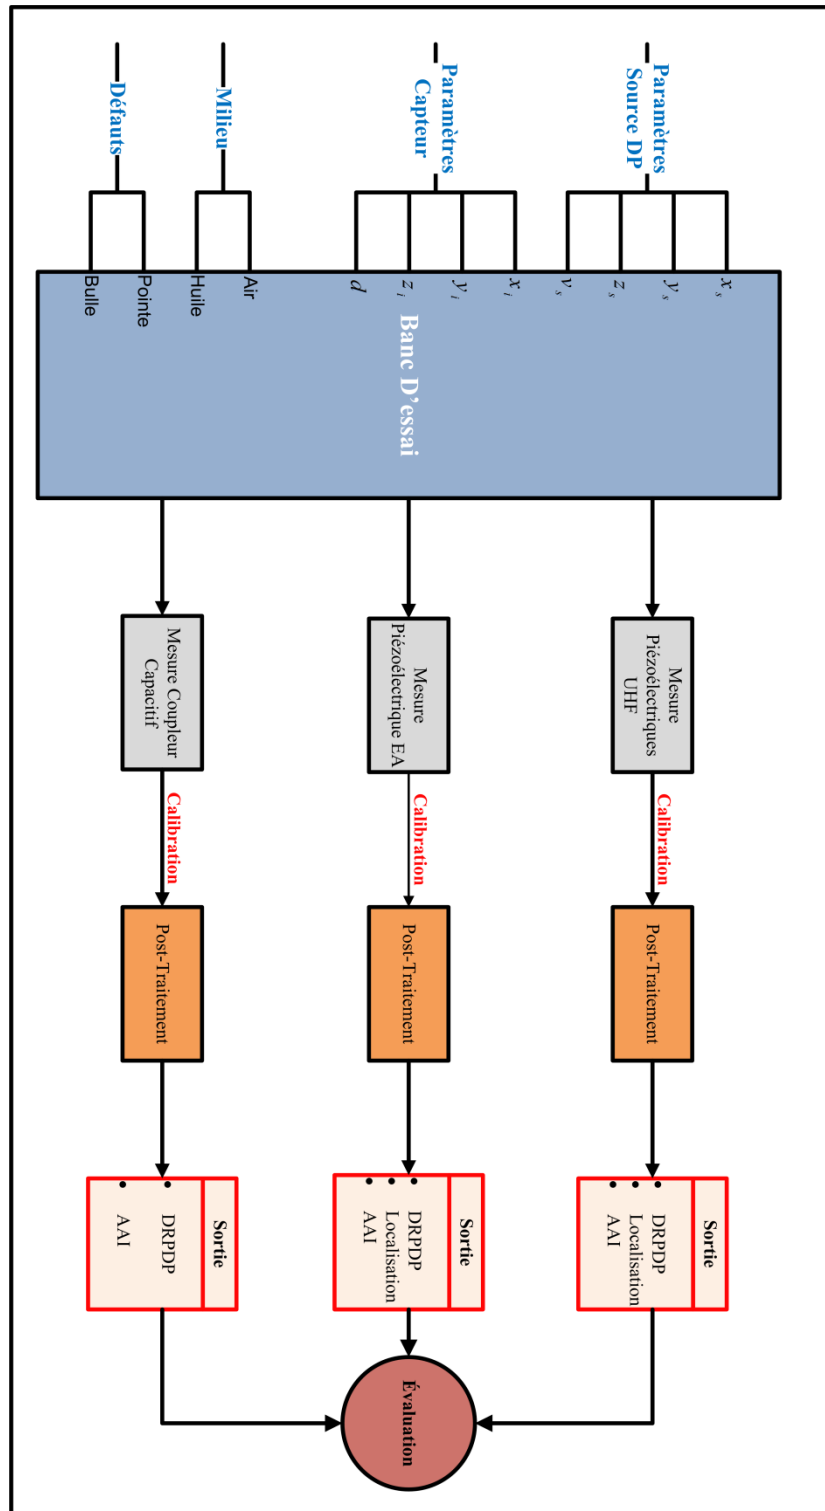 Paramètres
Source DP
x_s
y_s
z_s
v_s
Paramètres
Capteur
x_i
y_i
z_i
d
Milieu
Air
Huile
Défauts
Pointe
Bulle
Banc D’essai
Mesure
Piézoélectriques
UHF
Calibration
Post-Traitement
Sortie
• DRPDP
• Localisation
• AAI
Mesure
Piézoélectrique EA
Calibration
Post-Traitement
Sortie
• DRPDP
• Localisation
• AAI
Mesure Coupleur
Capacitif
Calibration
Post-Traitement
Sortie
• DRPDP
• AAI
Évaluation